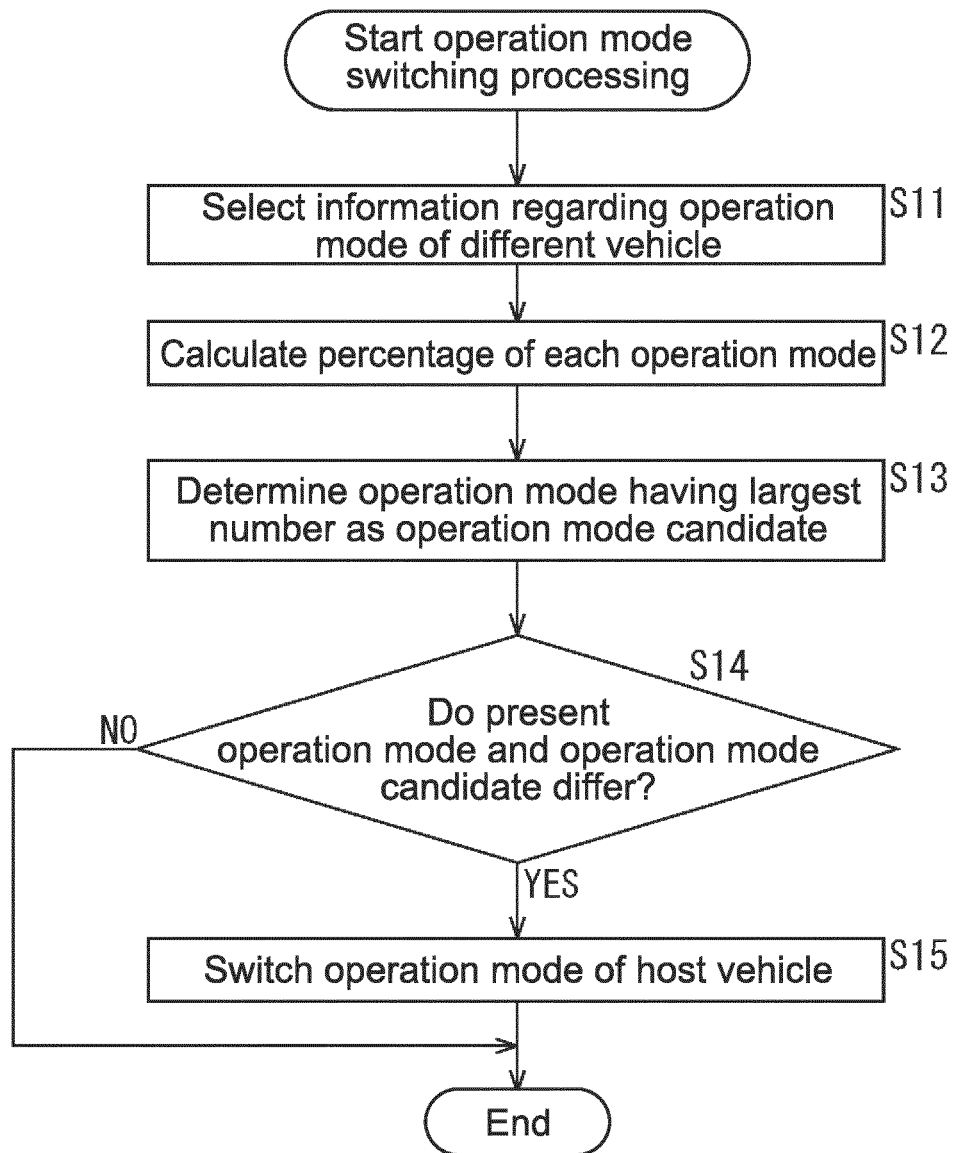 Start operation mode
switching processing
S11
Select information regarding operation
mode of different vehicle
S12
Calculate percentage of each operation mode
S13
Determine operation mode having largest
number as operation mode candidate
S14
NO
Do present
operation mode and operation mode
candidate differ?
YES
S15
Switch operation mode of host vehicle
End